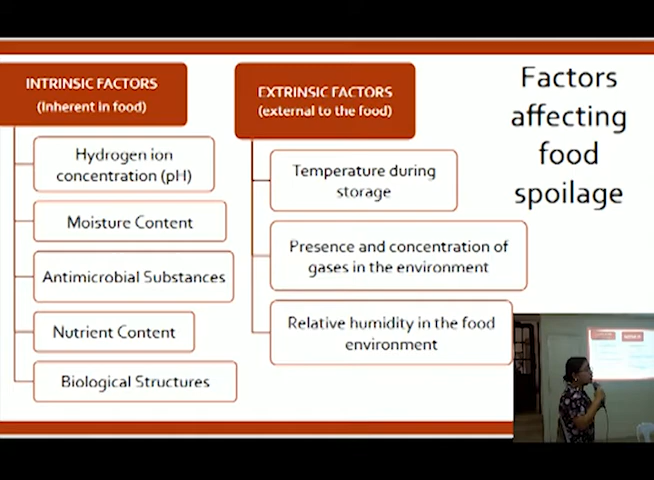 INTRINSIC FACTORS
(Inherent in food)
Hydrogen ion
concentration (pH)
Moisture Content
Antimicrobial Substances
Nutrient Content
Biological Structures
EXTRINSIC FACTORS
(external to the food)
Temperature during
storage
Presence and concentration of
gases in the environment
Relative humidity in the food
environment
Factors
affecting
food
spoilage